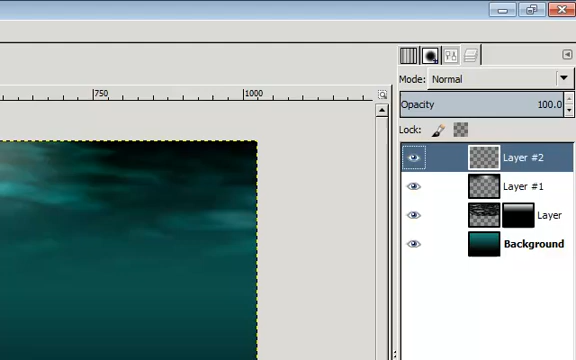 Mode: Normal
750
1000
Opacity 100.0
Lock:
Layer #2
Layer #1
Layer
Background